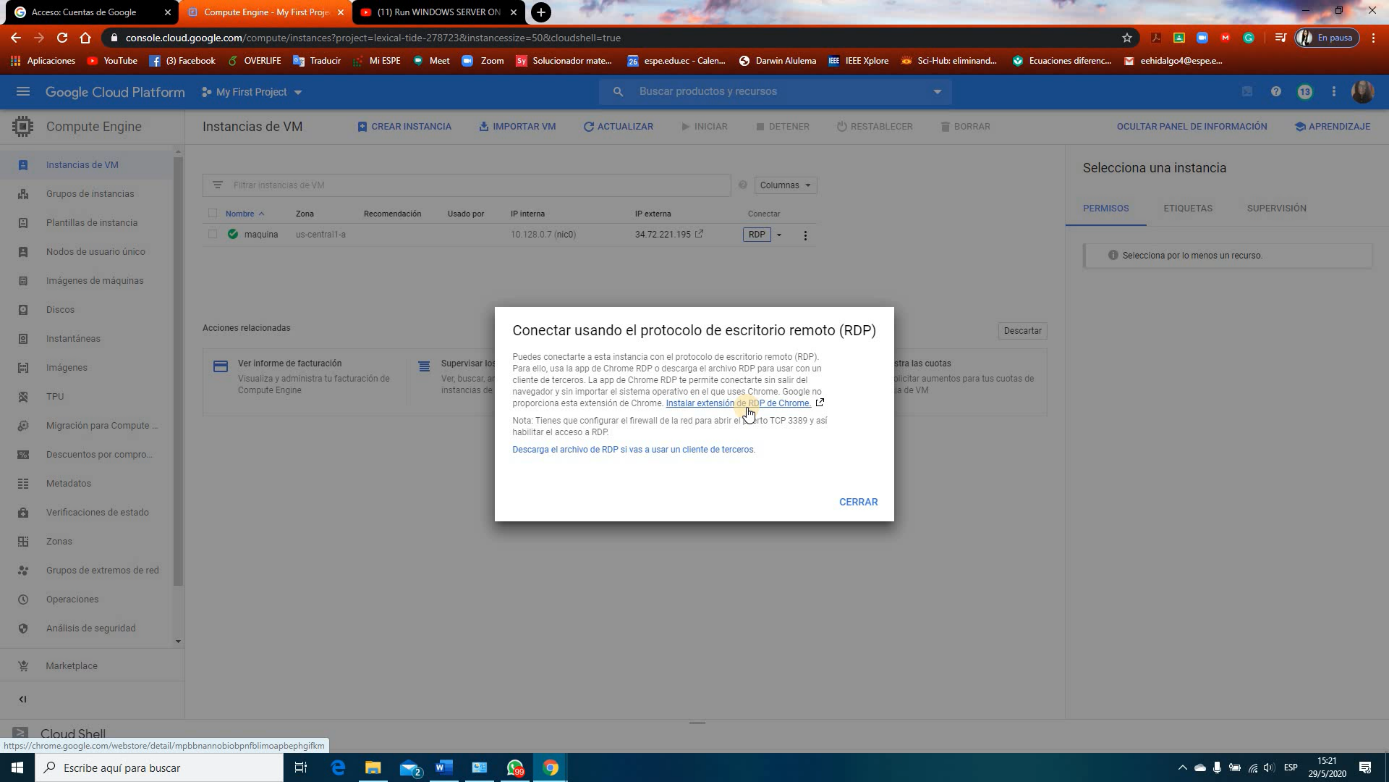 Acceso: Cuentas de Google
Compute Engine - My First Proje
(11) Run WINDOWS SERVER ON
console.cloud.google.com/compute/instances?project=lexical-tide-278723&instancessize=50&cloudshell=true
En pausa
Aplicaciones
YouTube
(3) Facebook
OVERLIFE
Traducir
Mi ESPE
Meet
Zoom
Solucionador mate...
espe.edu.ec - Calen...
Darwin Alulema
IEEE Xplore
Sci-Hub: eliminand...
Ecuaciones diferenc...
eehidalgo4@espe.e...
Google Cloud Platform
My First Project
Buscar productos y recursos
13
Compute Engine
Instancias de VM
CREAR INSTANCIA
IMPORTAR VM
ACTUALIZAR
INICIAR
DETENER
RESTABLECER
BORRAR
OCULTAR PANEL DE INFORMACIÓN
APRENDIZAJE
Instancias de VM
Grupos de instancias
Plantillas de instancia
Nodos de usuario único
Imágenes de máquinas
Discos
Instantáneas
Imágenes
TPU
Migración para Compute ...
Descuentos por compro...
Metadatos
Verificaciones de estado
Zonas
Grupos de extremos de red
Operaciones
Análisis de seguridad
Marketplace
Filtrar instancias de VM
Columnas
Nombre
Zona
Recomendación
Usado por
IP interna
IP externa
Conectar
maquina
us-central1-a
10.128.0.7 (nic0)
34.72.221.195
RDP
Acciones relacionadas
Descartar
Ver informe de facturación
Visualiza y administra tu facturación de
Compute Engine
Supervisar los
Ver, buscar, an
instancias de
stra las cuotas
olicitar aumentos para tus cuotas de
ia de VM
Selecciona una instancia
PERMISOS
ETIQUETAS
SUPERVISIÓN
Selecciona por lo menos un recurso.
Conectar usando el protocolo de escritorio remoto (RDP)
Puedes conectarte a esta instancia con el protocolo de escritorio remoto (RDP).
Para ello, usa la app de Chrome RDP o descarga el archivo RDP para usar con un
cliente de terceros. La app de Chrome RDP te permite conectarte sin salir del
navegador y sin importar el sistema operativo en el que uses Chrome. Google no
proporciona esta extensión de Chrome. Instalar extensión de RDP de Chrome.
Nota: Tienes que configurar el firewall de la red para abrir el puerto TCP 3389 y así
habilitar el acceso a RDP.
Descarga el archivo de RDP si vas a usar un cliente de terceros.
CERRAR
Cloud Shell
https://chrome.google.com/webstore/detail/mpbbnannobiobpnfblimoapbephgifkm
Escribe aquí para buscar
2
99
ESP
15:21
29/5/2020